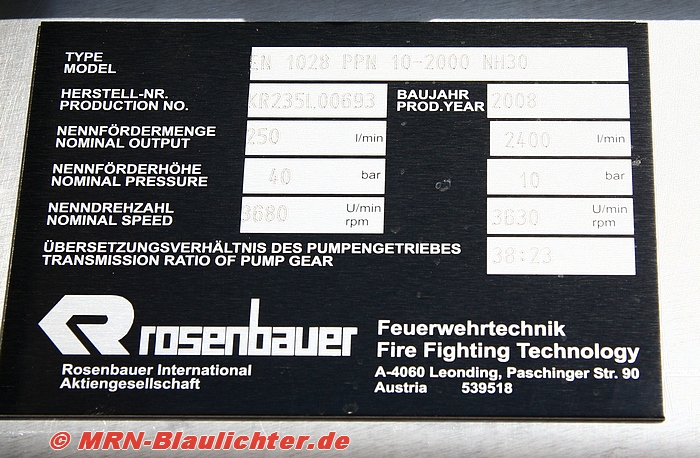 TYPE
MODEL
EN 1028 PPN 10-2000 NH30
HERSTELL-NR.
PRODUCTION NO.
KR235L00693
BAUJAHR
PROD.YEAR
2008
NENNFÖRDERMENGE
NOMINAL OUTPUT
250 l/min
2400 l/min
NENNFÖRDERHÖHE
NOMINAL PRESSURE
40 bar
10 bar
NENNDREHZAHL
NOMINAL SPEED
3680 U/min
rpm
3630 U/min
rpm
ÜBERSETZUNGSVERHÄLTNIS DES PUMPENGETRIEBES
TRANSMISSION RATIO OF PUMP GEAR
38:23
rosenbauer
Rosenbauer International
Aktiengesellschaft
Feuerwehrtechnik
Fire Fighting Technology
A-4060 Leonding, Paschinger Str. 90
Austria 539518
© MRN-Blaulichter.de